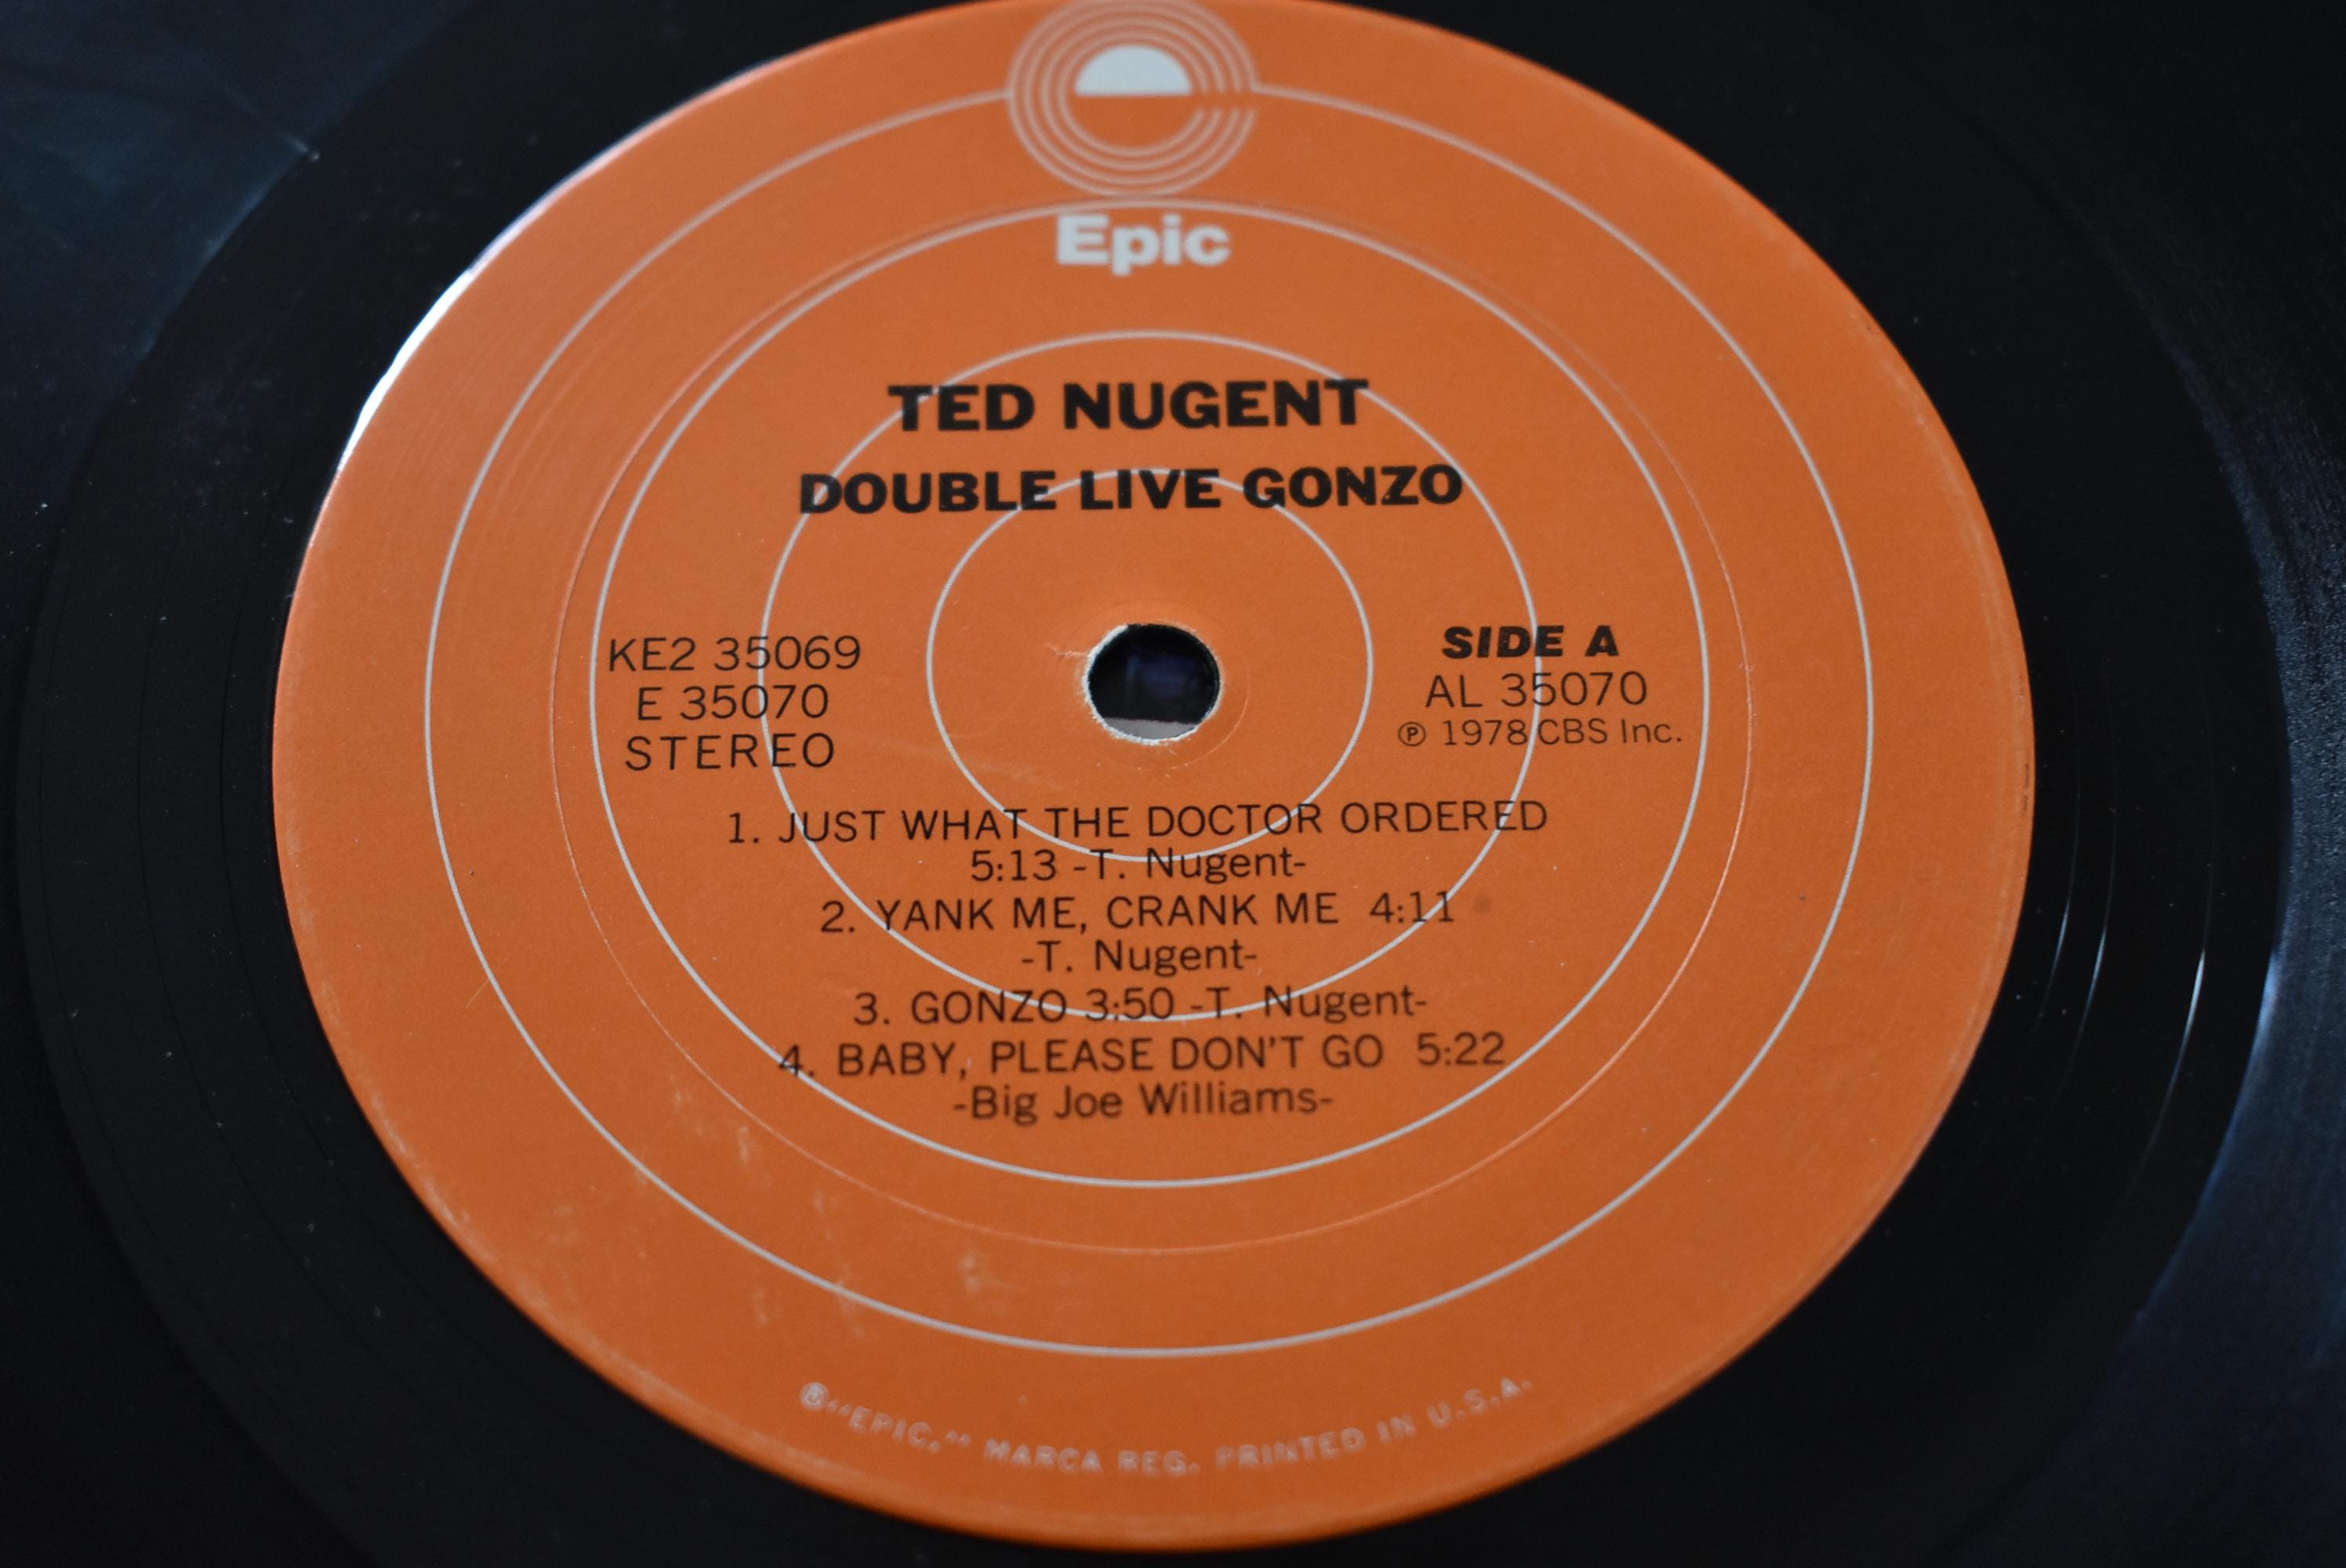 Epic
TED NUGENT
DOUBLE LIVE GONZO
KE2 35069
E 35070
STEREO
SIDE A
AL 35070
℗ 1978 CBS Inc.
1. JUST WHAT THE DOCTOR ORDERED
5:13 -T. Nugent-
2. YANK ME, CRANK ME 4:11
-T. Nugent-
3. GONZO 3:50 -T. Nugent-
4. BABY, PLEASE DON'T GO 5:22
-Big Joe Williams-
®"EPIC," MARCA REG. PRINTED IN U.S.A.